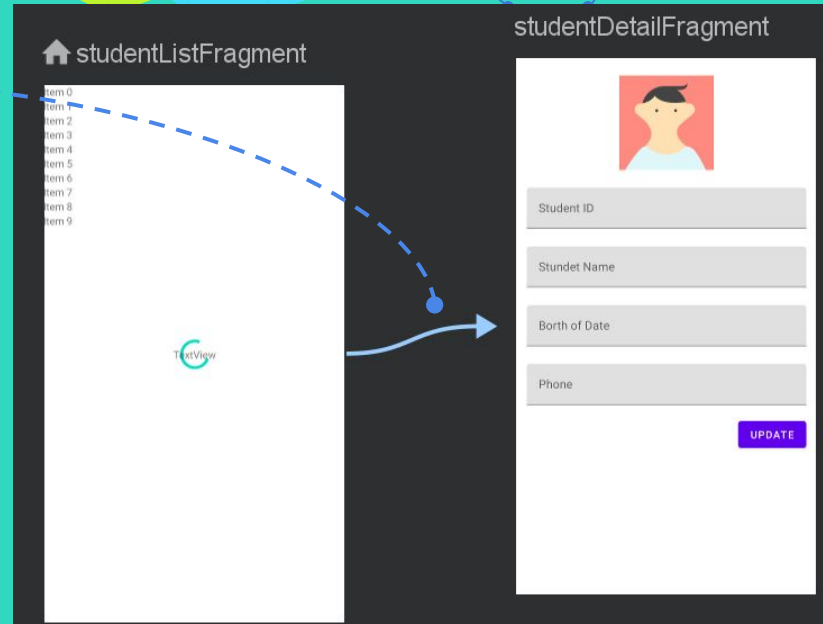 studentListFragment
Item 0
Item 1
Item 2
Item 3
Item 4
Item 5
Item 6
Item 7
Item 8
Item 9
TextView
studentDetailFragment
Student ID
Stundet Name
Borth of Date
Phone
UPDATE